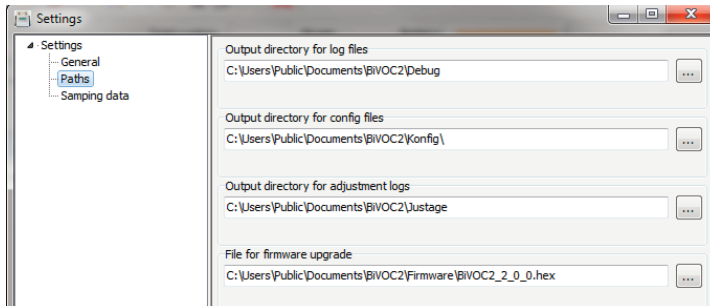 Settings
Settings
General
Paths
Samping data
Output directory for log files
C:\Users\Public\Documents\BiVOC2\Debug
...
Output directory for config files
C:\Users\Public\Documents\BiVOC2\Konfig\
...
Output directory for adjustment logs
C:\Users\Public\Documents\BiVOC2\Justage
...
File for firmware upgrade
C:\Users\Public\Documents\BiVOC2\Firmware\BiVOC2_2_0_0.hex
...